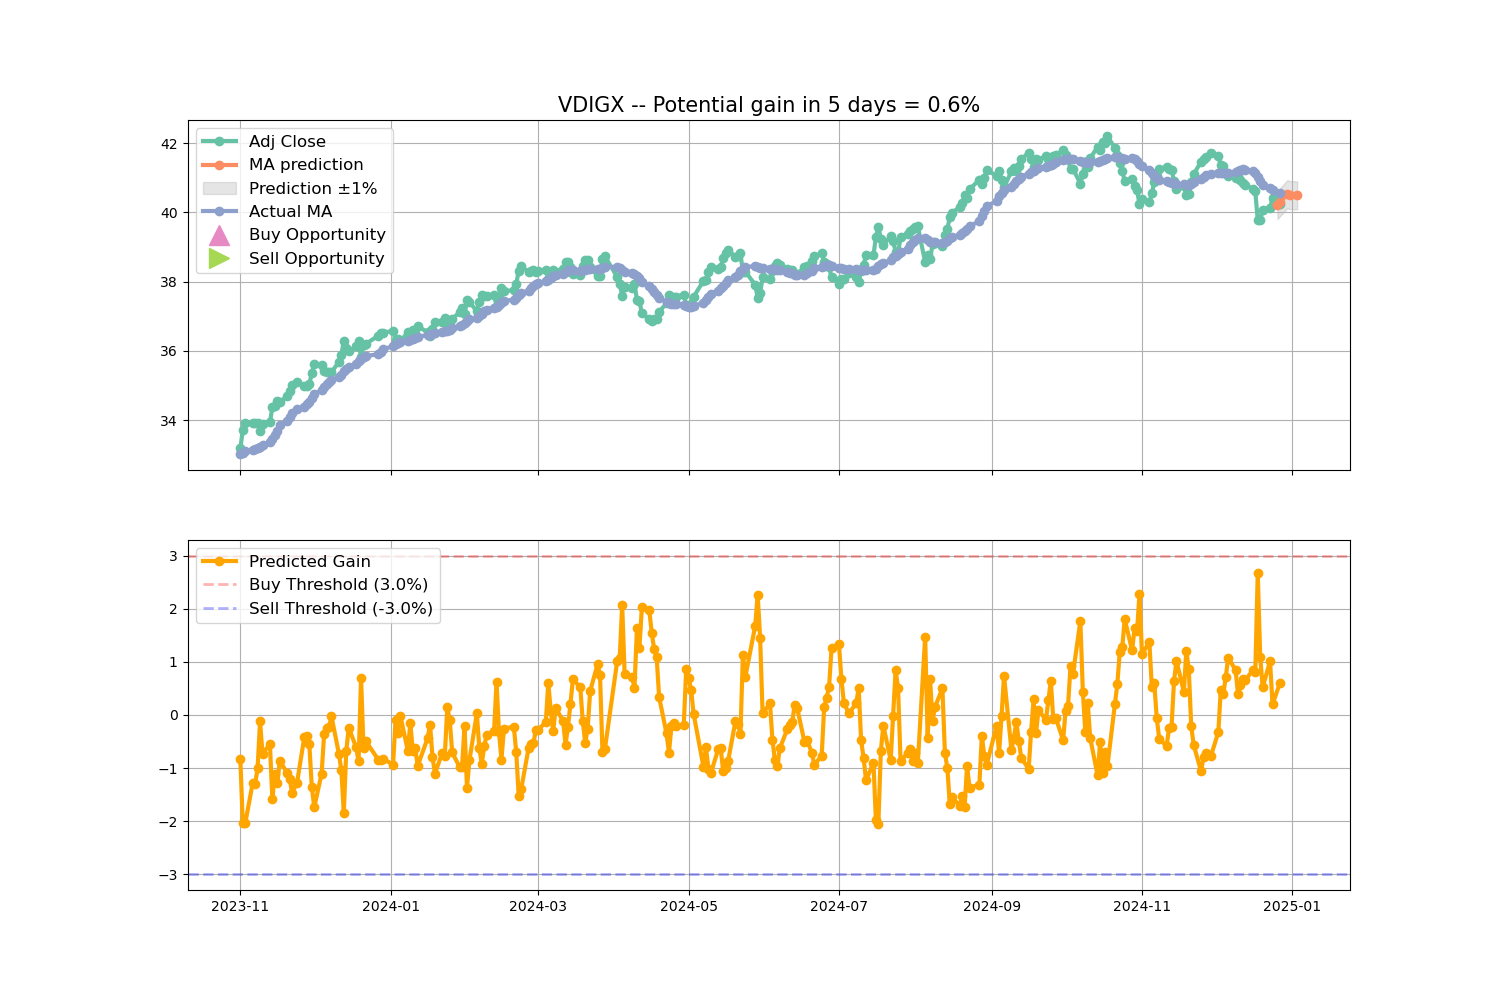 VDIGX -- Potential gain in 5 days = 0.6%
Adj Close
MA prediction
Prediction ±1%
Actual MA
Buy Opportunity
Sell Opportunity
42
40
38
36
34
Predicted Gain
Buy Threshold (3.0%)
Sell Threshold (-3.0%)
3
2
1
0
−1
−2
−3
2023-11 2024-01 2024-03 2024-05 2024-07 2024-09 2024-11 2025-01